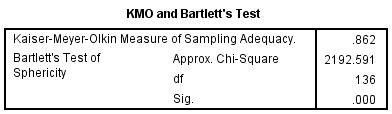 KMO and Bartlett's Test
Kaiser-Meyer-Olkin Measure of Sampling Adequacy. .862
Bartlett's Test of Approx. Chi-Square 2192.591
Sphericity df 136
Sig. .000